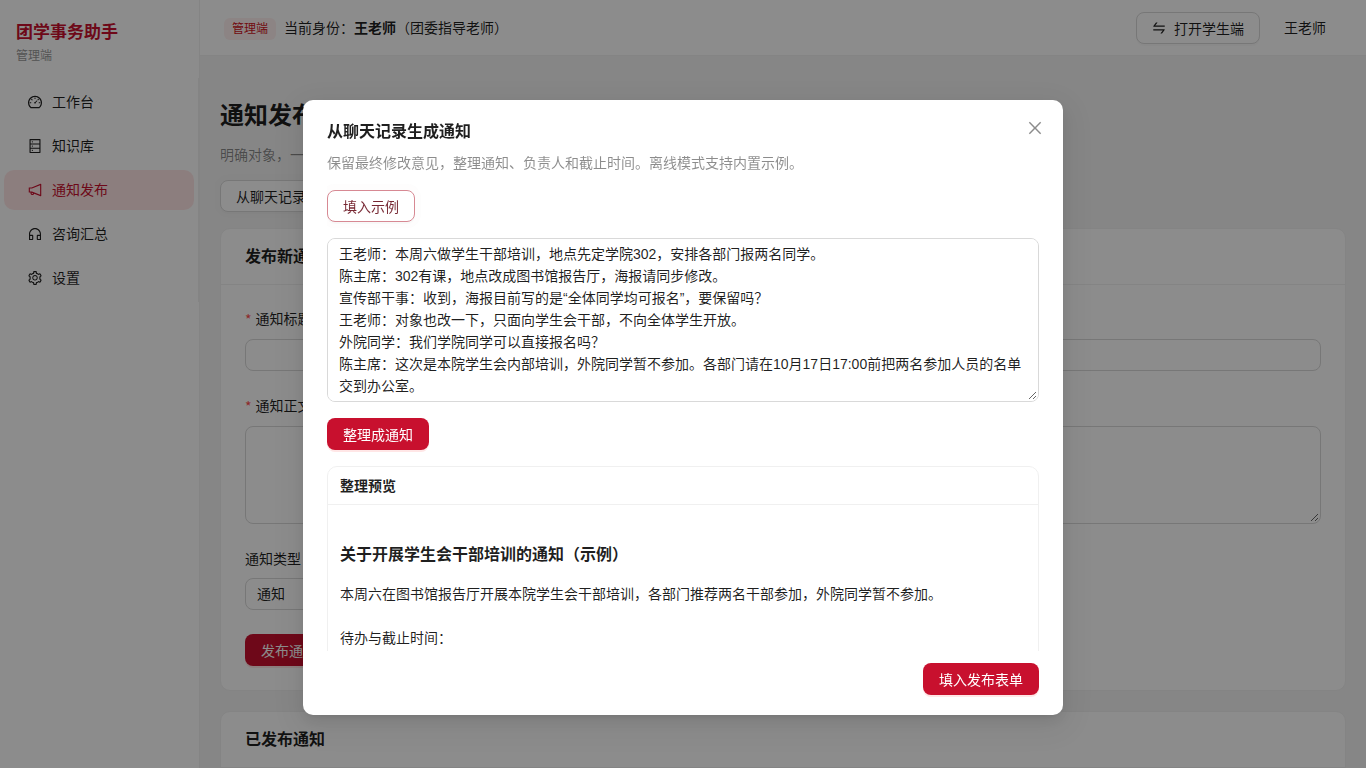 团学事务助手
管理端
工作台
知识库
通知发布
咨询汇总
设置
管理端 当前身份：王老师（团委指导老师）
打开学生端
王老师
通知发
明确对象，一
从聊天记录
发布新通
* 通知标题
* 通知正文
通知类型
通知
发布通
已发布通知
从聊天记录生成通知
保留最终修改意见，整理通知、负责人和截止时间。离线模式支持内置示例。
填入示例
王老师：本周六做学生干部培训，地点先定学院302，安排各部门报两名同学。
陈主席：302有课，地点改成图书馆报告厅，海报请同步修改。
宣传部干事：收到，海报目前写的是“全体同学均可报名”，要保留吗？
王老师：对象也改一下，只面向学生会干部，不向全体学生开放。
外院同学：我们学院同学可以直接报名吗？
陈主席：这次是本院学生会内部培训，外院同学暂不参加。各部门请在10月17日17:00前把两名参加人员的名单
交到办公室。
整理成通知
整理预览
关于开展学生会干部培训的通知（示例）
本周六在图书馆报告厅开展本院学生会干部培训，各部门推荐两名干部参加，外院同学暂不参加。
待办与截止时间：
填入发布表单